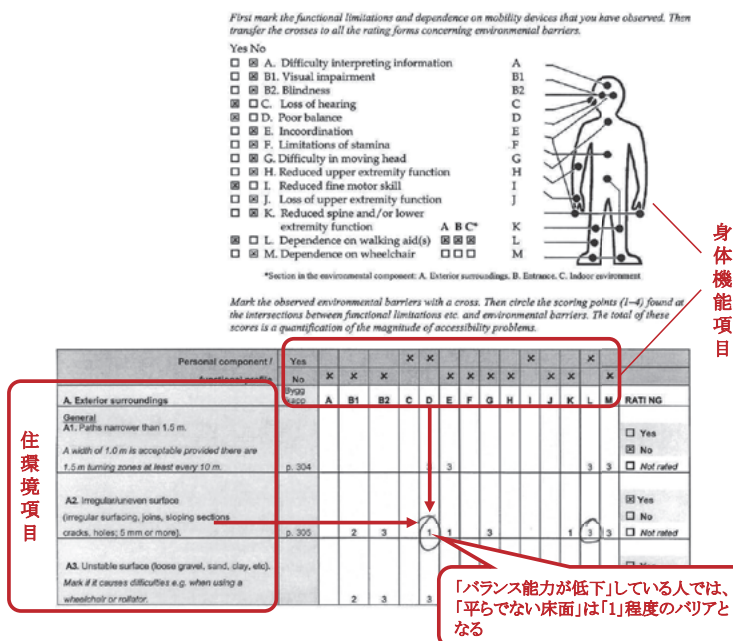 First mark the functional limitations and dependence on mobility devices that you have observed. Then
transfer the crosses to all the rating forms concerning environmental barriers.
Yes No
☐ ☒ A. Difficulty interpreting information A
☐ ☒ B1. Visual impairment B1
☐ ☒ B2. Blindness B2
☒ ☐ C. Loss of hearing C
☒ ☐ D. Poor balance D
☐ ☒ E. Incoordination E
☐ ☒ F. Limitations of stamina F
☐ ☒ G. Difficulty in moving head G
☐ ☒ H. Reduced upper extremity function H
☒ ☐ I. Reduced fine motor skill I
☐ ☒ J. Loss of upper extremity function J
☐ ☒ K. Reduced spine and/or lower
extremity function A B C* K
☒ ☐ L. Dependence on walking aid(s) ☒ ☒ ☒ L
☐ ☒ M. Dependence on wheelchair ☐ ☐ ☐ M
*Section in the environmental component: A. Exterior surroundings. B. Entrance. C. Indoor environment
身体機能項目
Mark the observed environmental barriers with a cross. Then circle the scoring points (1–4) found at
the intersections between functional limitations etc. and environmental barriers. The total of these
scores is a quantification of the magnitude of accessibility problems.
Personal component / Yes × × × ×
functional profile No × × × × × × × × × ×
A. Exterior surroundings Bygg A B1 B2 C D E F G H I J K L M RATING
住環境項目
General
A1. Paths narrower than 1.5 m.
☐ Yes
A width of 1.0 m is acceptable provided there are
☒ No
1.5 m turning zones at least every 10 m. p. 304 3 3 3 3 ☐ Not rated
A2. Irregular/uneven surface ☒ Yes
(irregular surfacing, joins, sloping sections ☐ No
cracks, holes; 5 mm or more). p. 305 2 3 1 1 3 1 3 3 ☐ Not rated
A3. Unstable surface (loose gravel, sand, clay, etc).
Mark if it causes difficulties e.g. when using a
wheelchair or rollator. 2 3 3
「バランス能力が低下」している人では、
「平らでない床面」は「1」程度のバリアと
なる